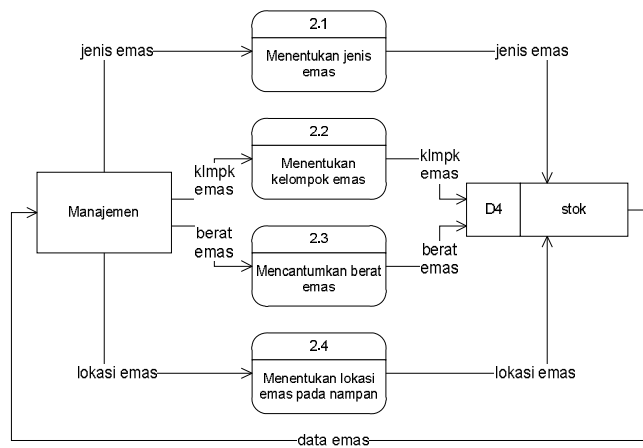 2.1
jenis emas
Menentukan jenis
emas
jenis emas
2.2
klmpk
emas
Menentukan
kelompok emas
klmpk
emas
Manajemen
D4
stok
2.3
berat
emas
Mencantumkan berat
emas
berat
emas
2.4
lokasi emas
Menentukan lokasi
emas pada nampan
lokasi emas
data emas